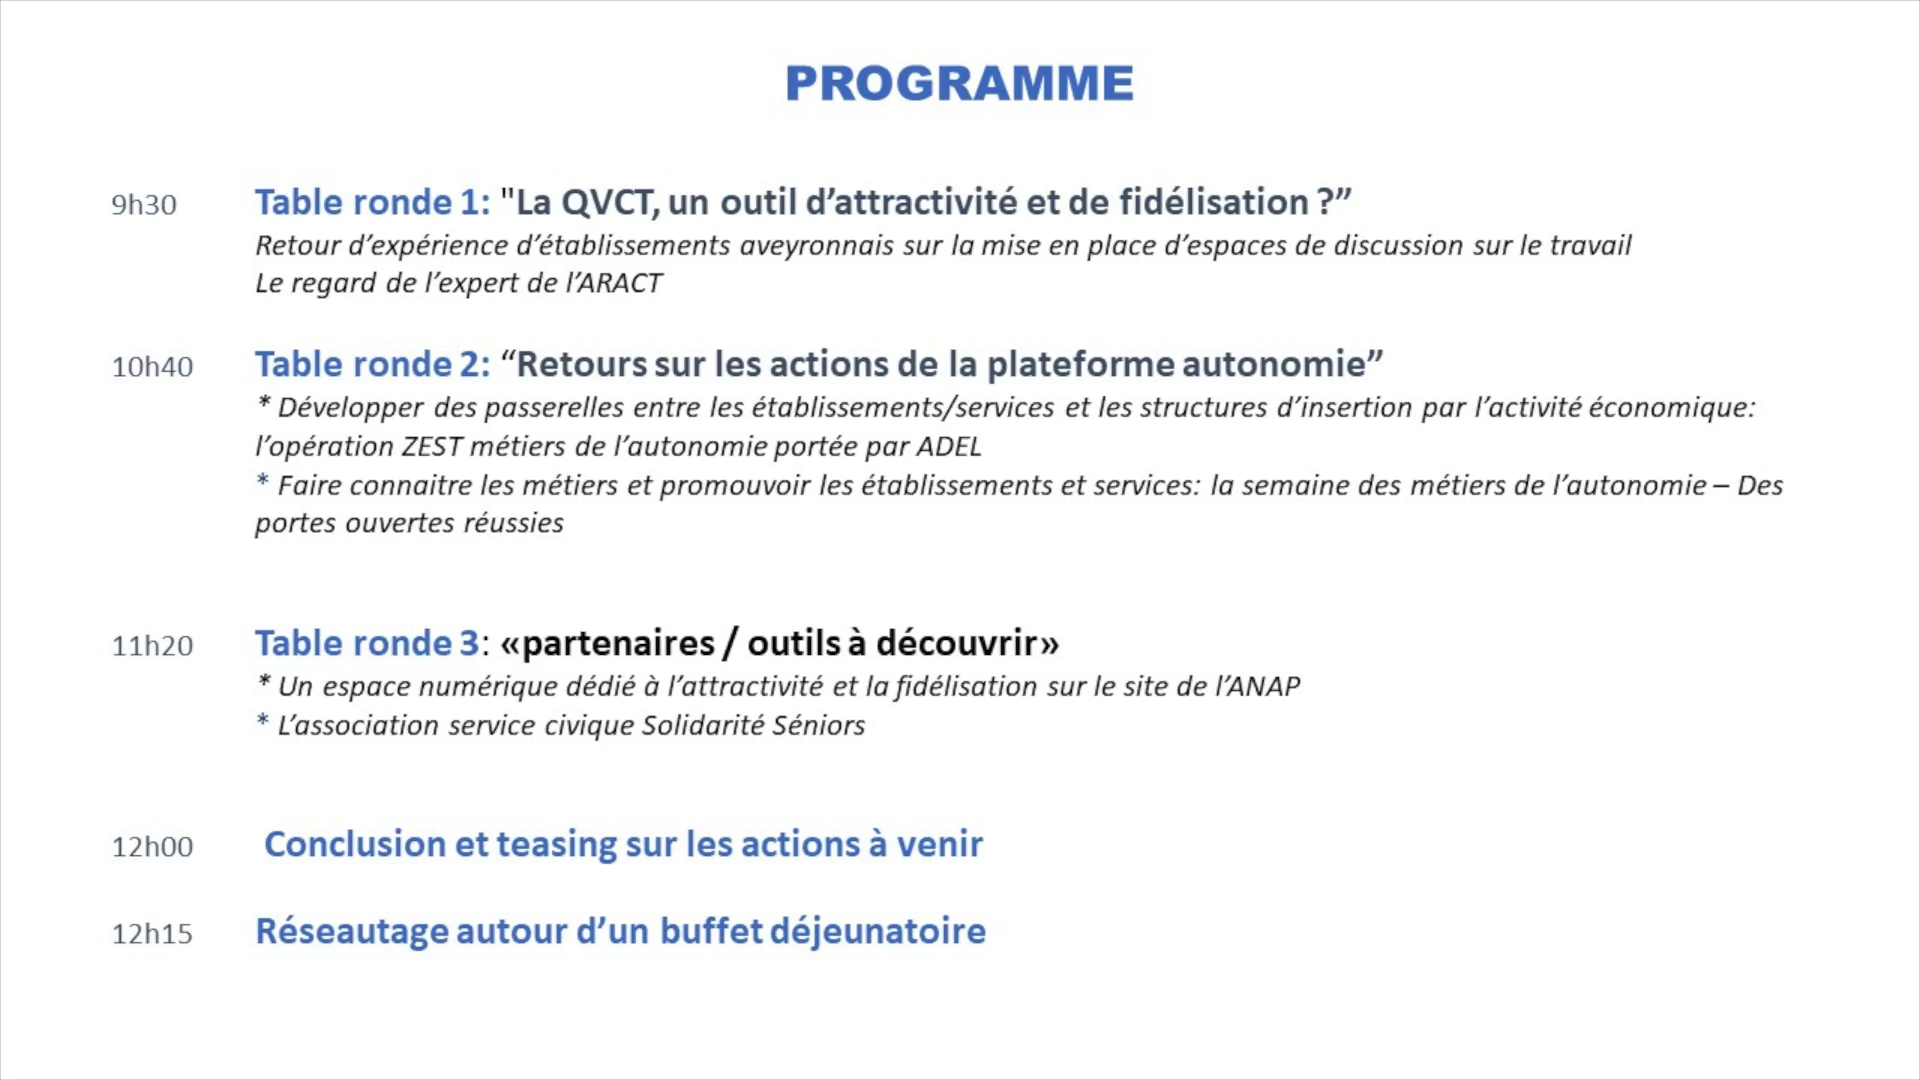 PROGRAMME
9h30 Table ronde 1: "La QVCT, un outil d’attractivité et de fidélisation ?”
Retour d’expérience d’établissements aveyronnais sur la mise en place d’espaces de discussion sur le travail
Le regard de l’expert de l’ARACT
10h40 Table ronde 2: “Retours sur les actions de la plateforme autonomie”
* Développer des passerelles entre les établissements/services et les structures d’insertion par l’activité économique:
l’opération ZEST métiers de l’autonomie portée par ADEL
* Faire connaitre les métiers et promouvoir les établissements et services: la semaine des métiers de l’autonomie – Des
portes ouvertes réussies
11h20 Table ronde 3: «partenaires / outils à découvrir»
* Un espace numérique dédié à l’attractivité et la fidélisation sur le site de l’ANAP
* L’association service civique Solidarité Séniors
12h00 Conclusion et teasing sur les actions à venir
12h15 Réseautage autour d’un buffet déjeunatoire